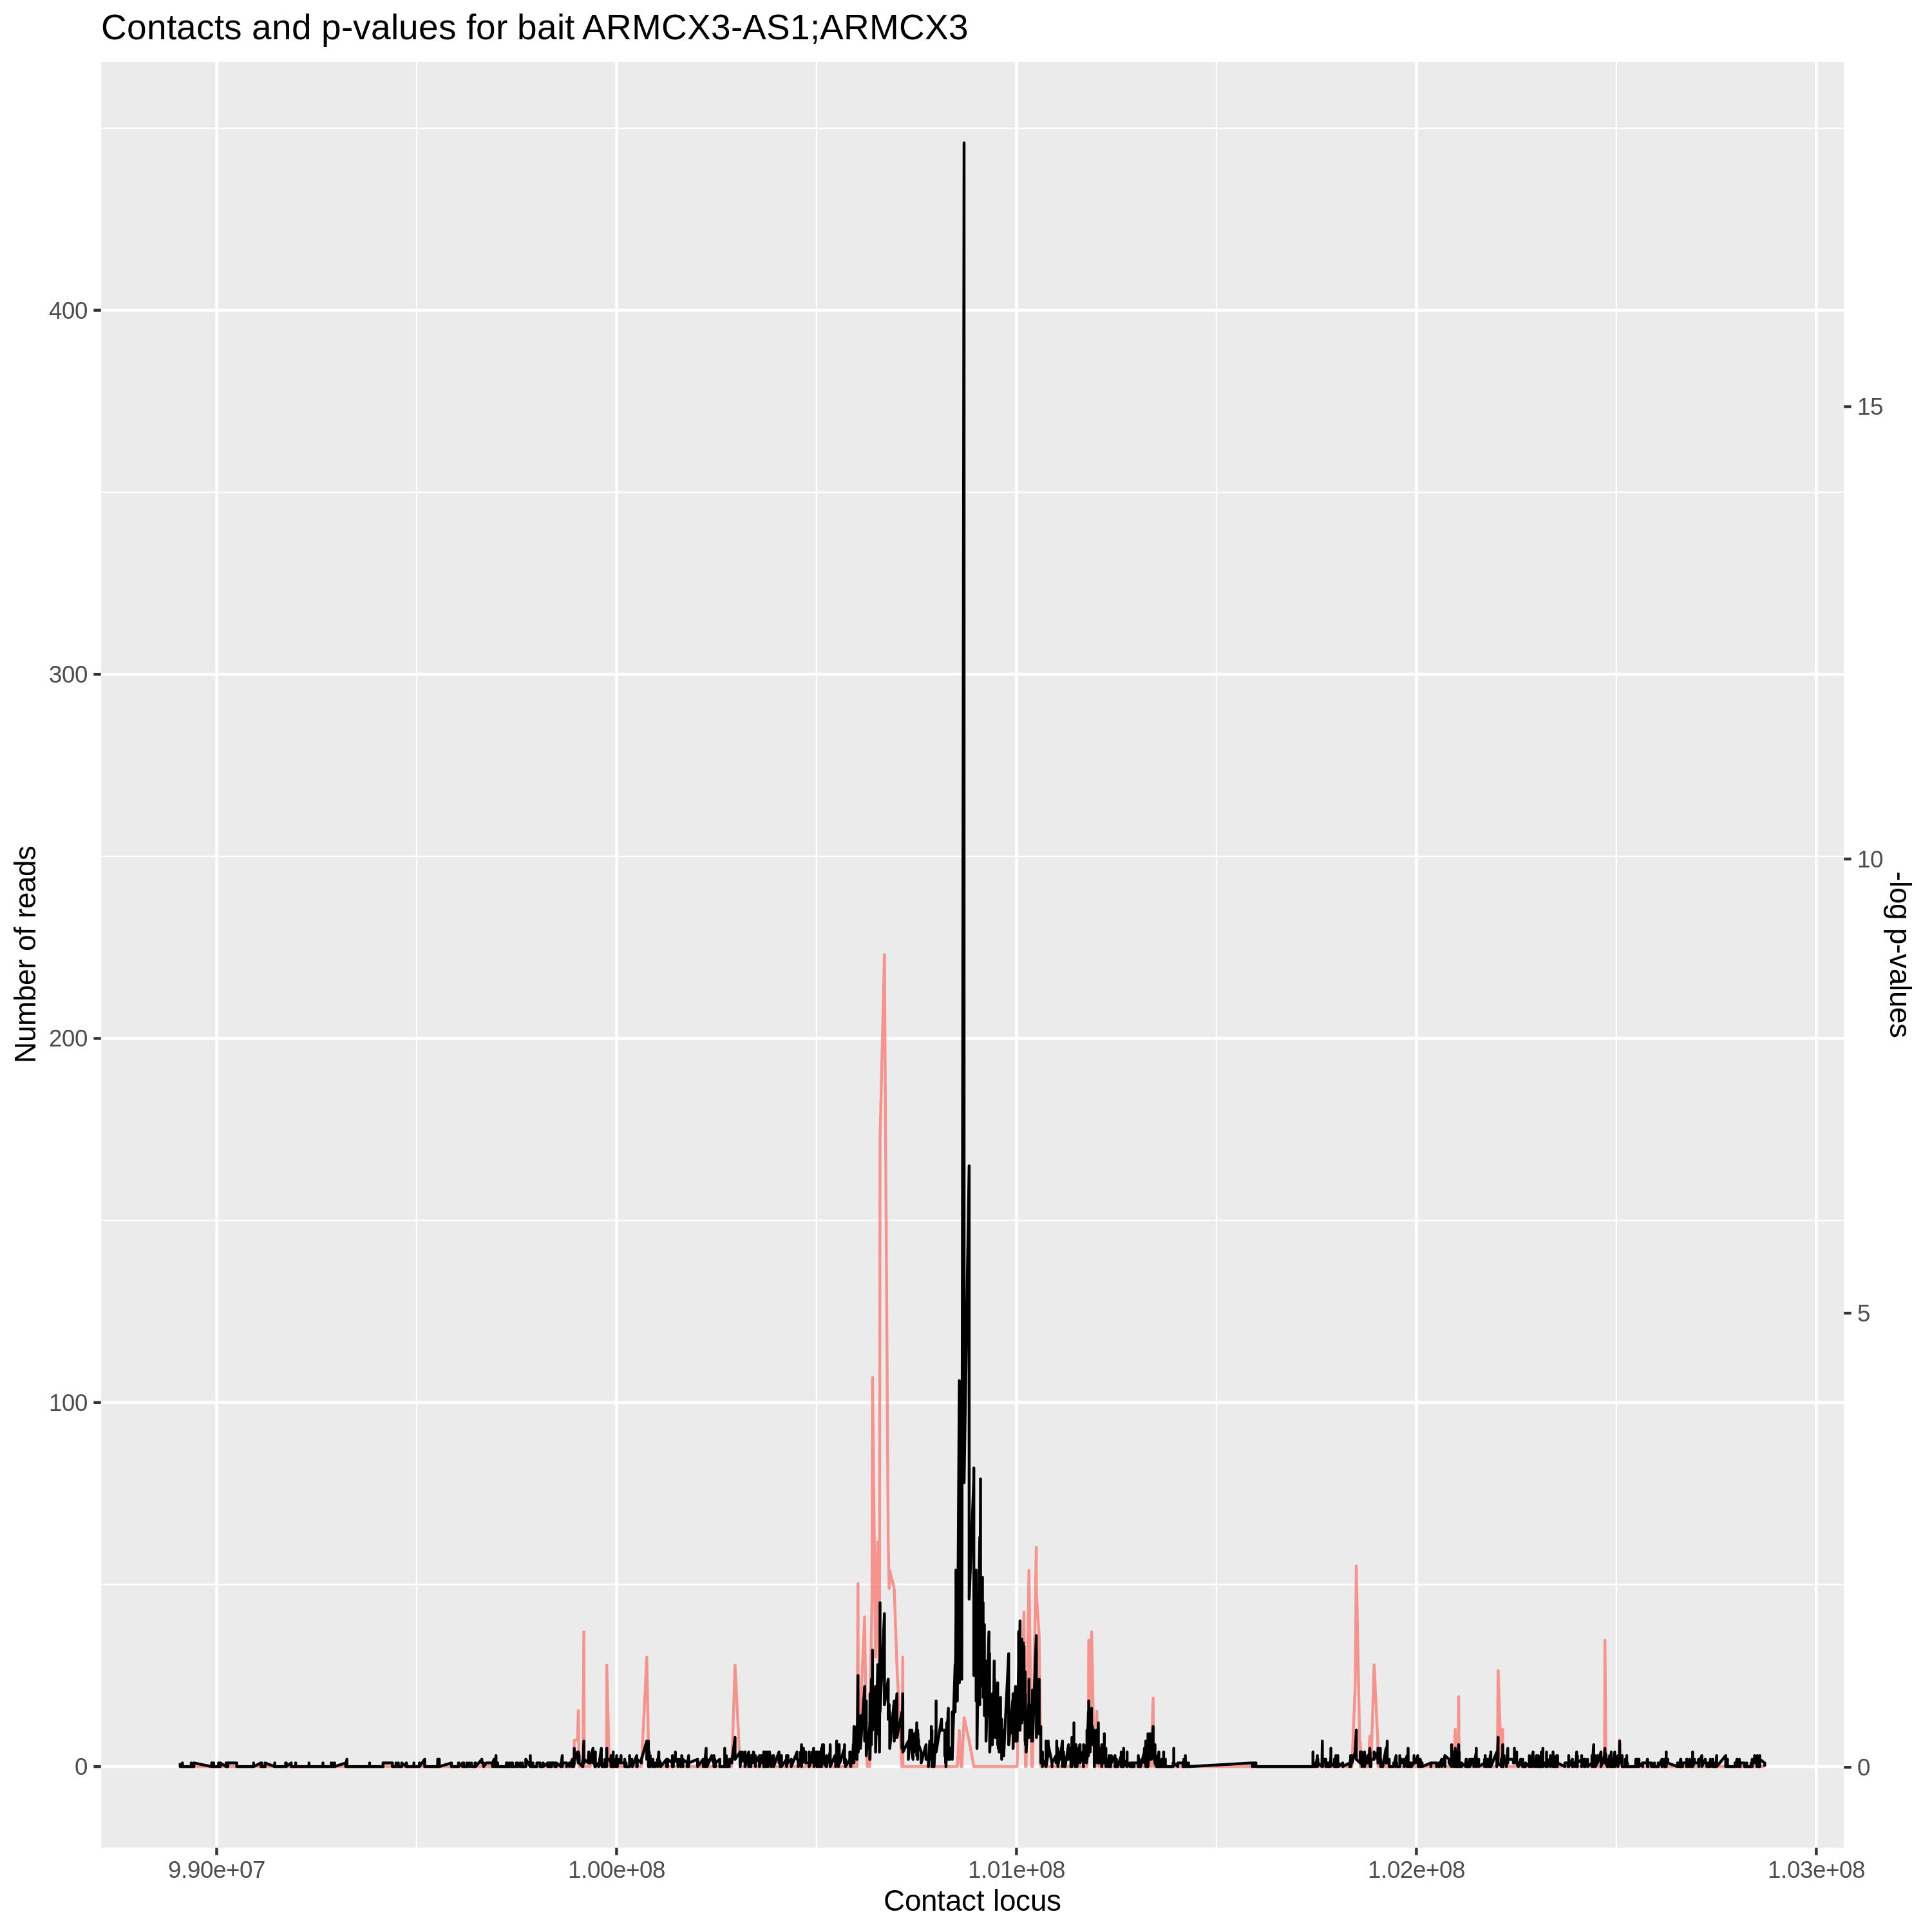 Contacts and p-values for bait ARMCX3-AS1;ARMCX3
400
300
200
100
0
Number of reads
15
10
5
0
-log p-values
9.90e+07
1.00e+08
1.01e+08
1.02e+08
1.03e+08
Contact locus